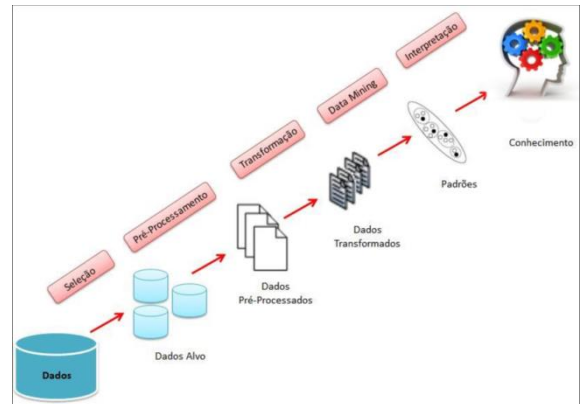 Interpretação
Data Mining
Transformação
Pré-Processamento
Seleção
Conhecimento
Padrões
Dados
Transformados
Dados
Pré-Processados
Dados Alvo
Dados